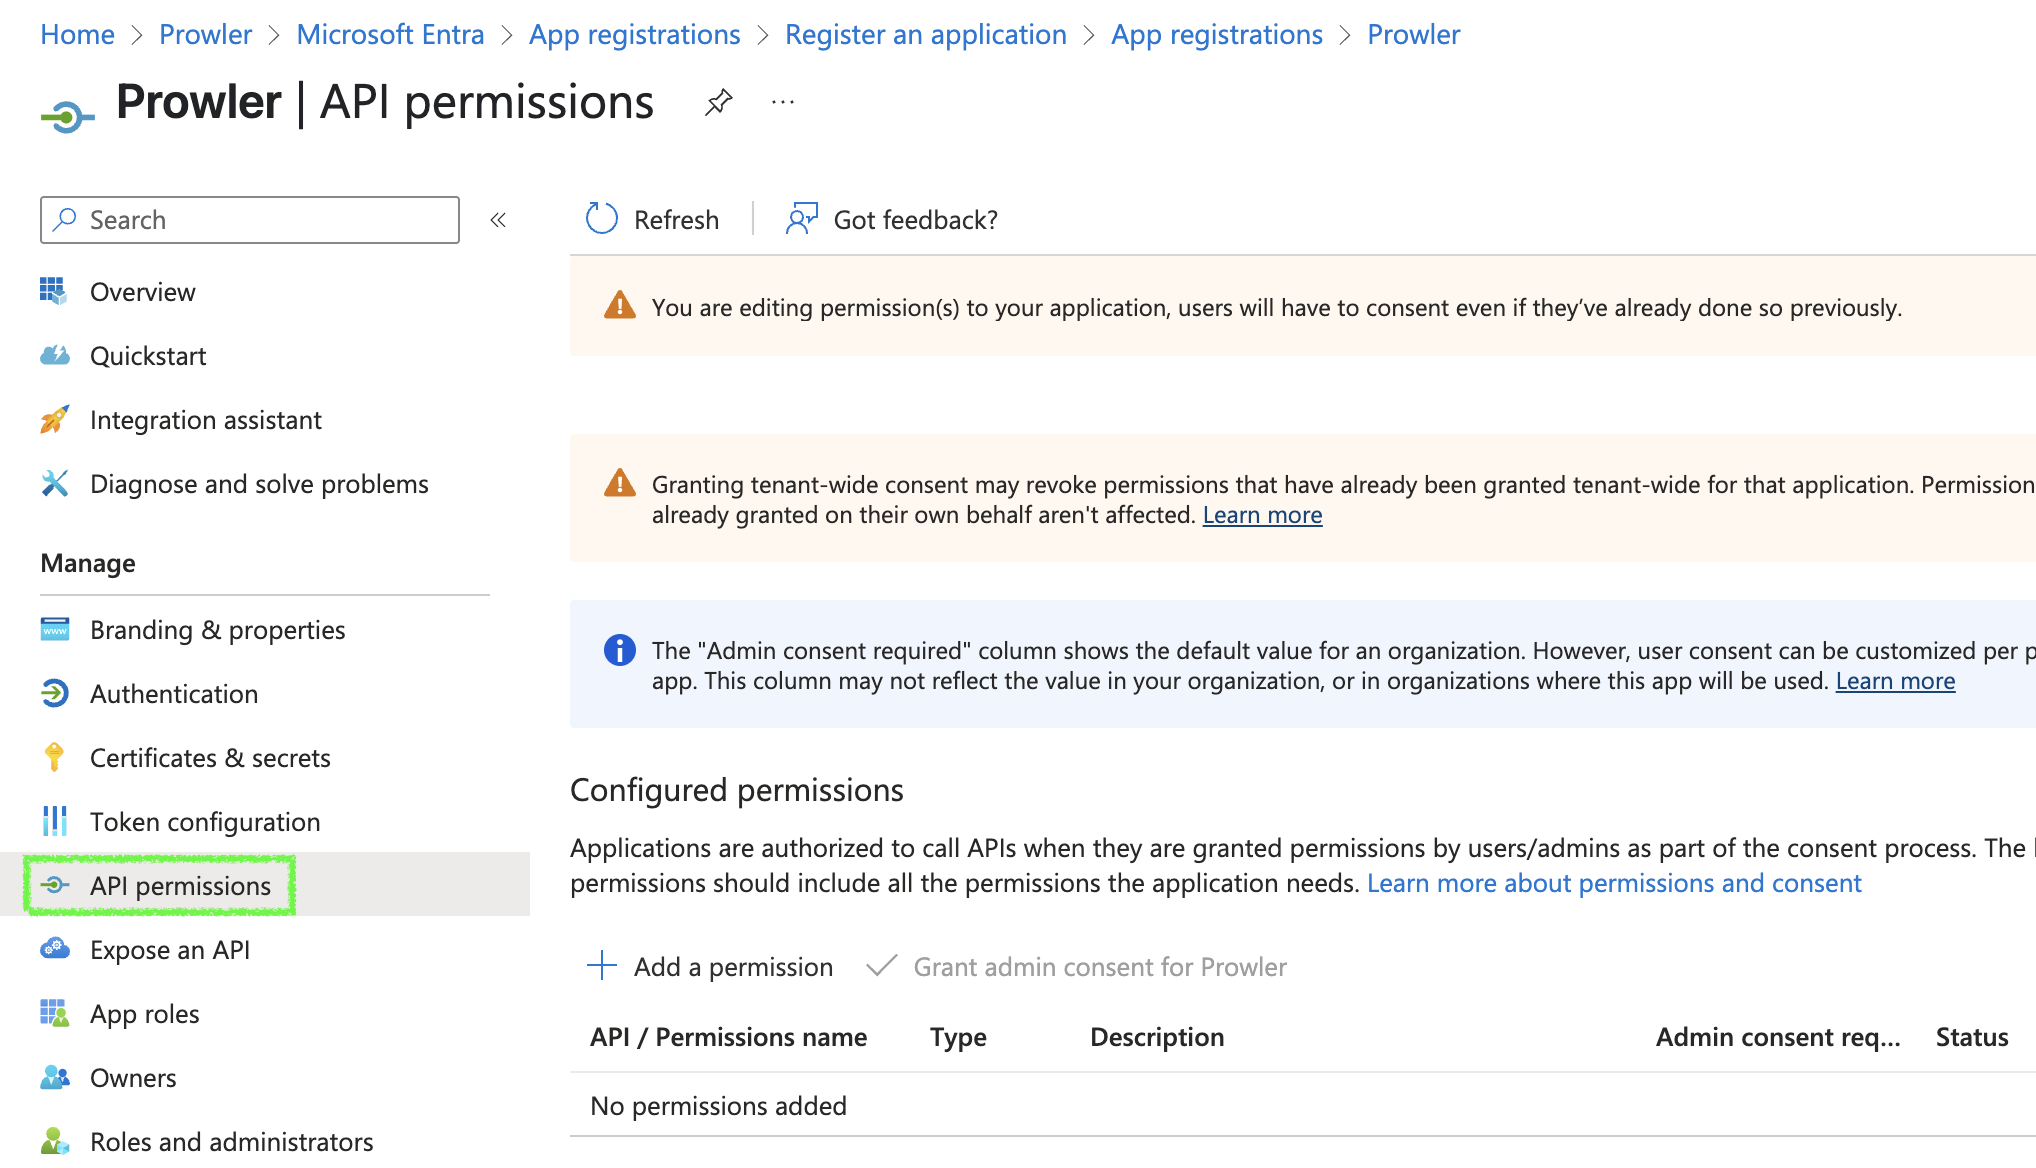 Home > Prowler > Microsoft Entra > App registrations > Register an application > App registrations > Prowler
Prowler | API permissions
Search
Refresh
Got feedback?
You are editing permission(s) to your application, users will have to consent even if they’ve already done so previously.
Overview
Quickstart
Integration assistant
Diagnose and solve problems
Granting tenant-wide consent may revoke permissions that have already been granted tenant-wide for that application. Permission
already granted on their own behalf aren't affected. Learn more
Manage
Branding & properties
Authentication
Certificates & secrets
Token configuration
API permissions
Expose an API
App roles
Owners
Roles and administrators
The "Admin consent required" column shows the default value for an organization. However, user consent can be customized per p
app. This column may not reflect the value in your organization, or in organizations where this app will be used. Learn more
Configured permissions
Applications are authorized to call APIs when they are granted permissions by users/admins as part of the consent process. The
permissions should include all the permissions the application needs. Learn more about permissions and consent
Add a permission
Grant admin consent for Prowler
API / Permissions name Type Description Admin consent req... Status
No permissions added